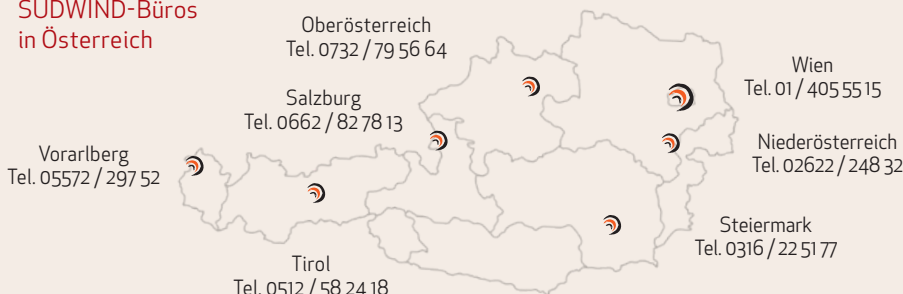 SÜDWIND-Büros
in Österreich
Oberösterreich
Tel. 0732 / 79 56 64
Wien
Tel. 01 / 405 55 15
Salzburg
Tel. 0662 / 82 78 13
Niederösterreich
Tel. 02622 / 248 32
Vorarlberg
Tel. 05572 / 297 52
Steiermark
Tel. 0316 / 22 51 77
Tirol
Tel. 0512 / 58 24 18